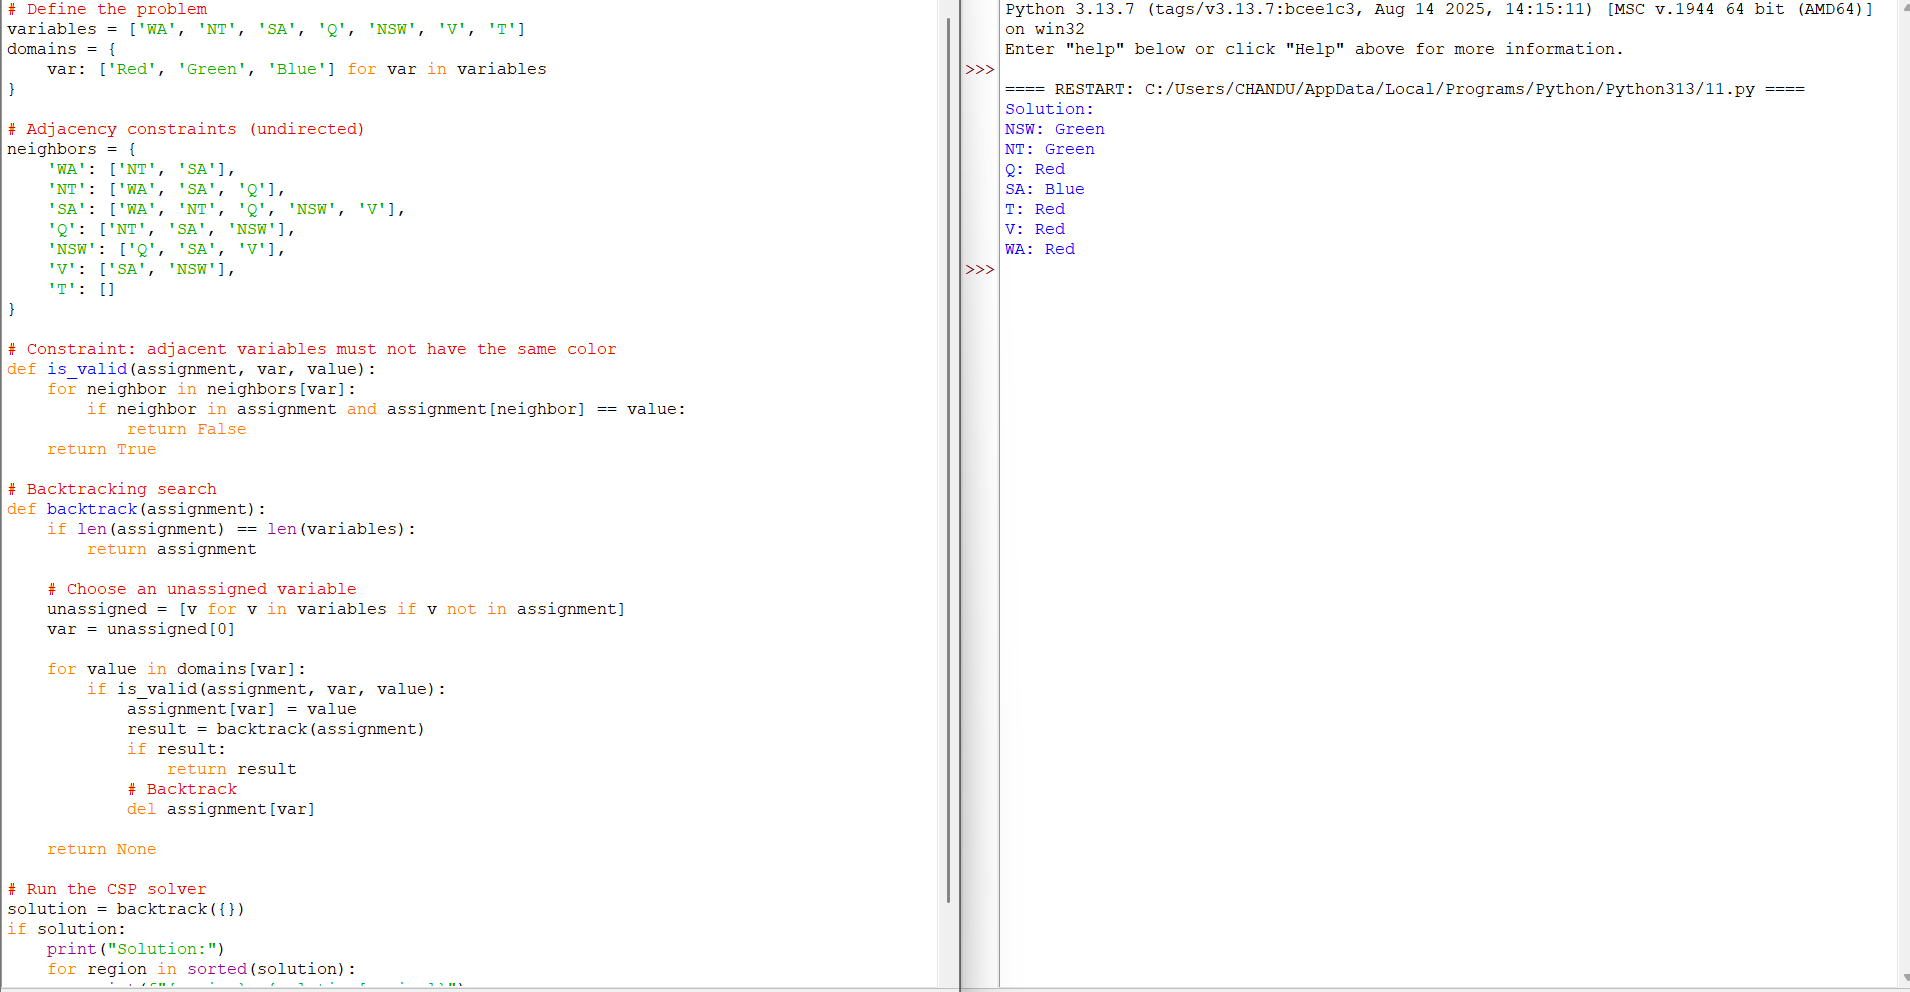 # Define the problem
variables = ['WA', 'NT', 'SA', 'Q', 'NSW', 'V', 'T']
domains = {
    var: ['Red', 'Green', 'Blue'] for var in variables
}

# Adjacency constraints (undirected)
neighbors = {
    'WA': ['NT', 'SA'],
    'NT': ['WA', 'SA', 'Q'],
    'SA': ['WA', 'NT', 'Q', 'NSW', 'V'],
    'Q': ['NT', 'SA', 'NSW'],
    'NSW': ['Q', 'SA', 'V'],
    'V': ['SA', 'NSW'],
    'T': []
}

# Constraint: adjacent variables must not have the same color
def is_valid(assignment, var, value):
    for neighbor in neighbors[var]:
        if neighbor in assignment and assignment[neighbor] == value:
            return False
    return True

# Backtracking search
def backtrack(assignment):
    if len(assignment) == len(variables):
        return assignment

    # Choose an unassigned variable
    unassigned = [v for v in variables if v not in assignment]
    var = unassigned[0]

    for value in domains[var]:
        if is_valid(assignment, var, value):
            assignment[var] = value
            result = backtrack(assignment)
            if result:
                return result
            # Backtrack
            del assignment[var]

    return None

# Run the CSP solver
solution = backtrack({})
if solution:
    print("Solution:")
    for region in sorted(solution):
Python 3.13.7 (tags/v3.13.7:bcee1c3, Aug 14 2025, 14:15:11) [MSC v.1944 64 bit (AMD64)]
on win32
Enter "help" below or click "Help" above for more information.
>>>
==== RESTART: C:/Users/CHANDU/AppData/Local/Programs/Python/Python313/11.py ====
Solution:
NSW: Green
NT: Green
Q: Red
SA: Blue
T: Red
V: Red
WA: Red
>>>